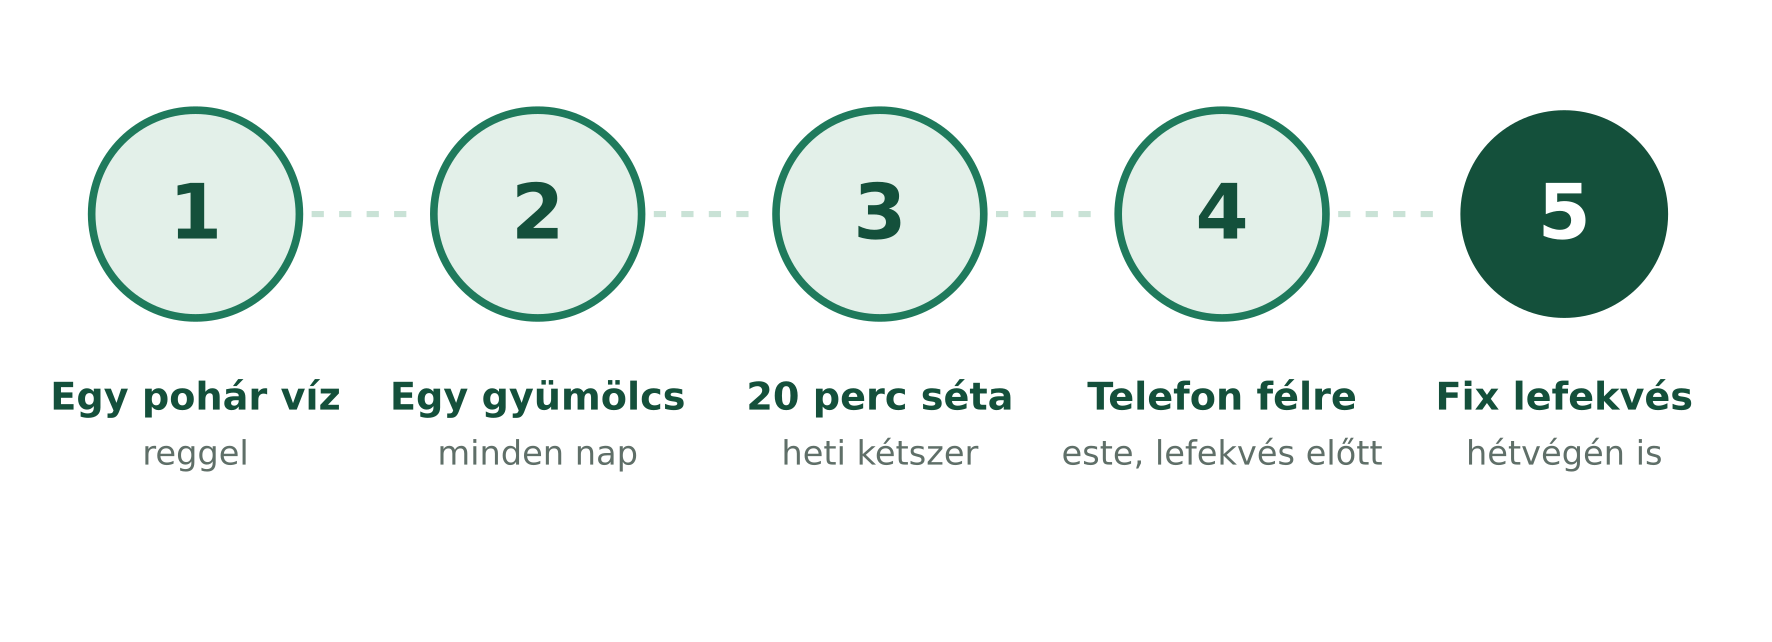 1
2
3
4
5
Egy pohár víz
reggel
Egy gyümölcs
minden nap
20 perc séta
heti kétszer
Telefon félre
este, lefekvés előtt
Fix lefekvés
hétvégén is